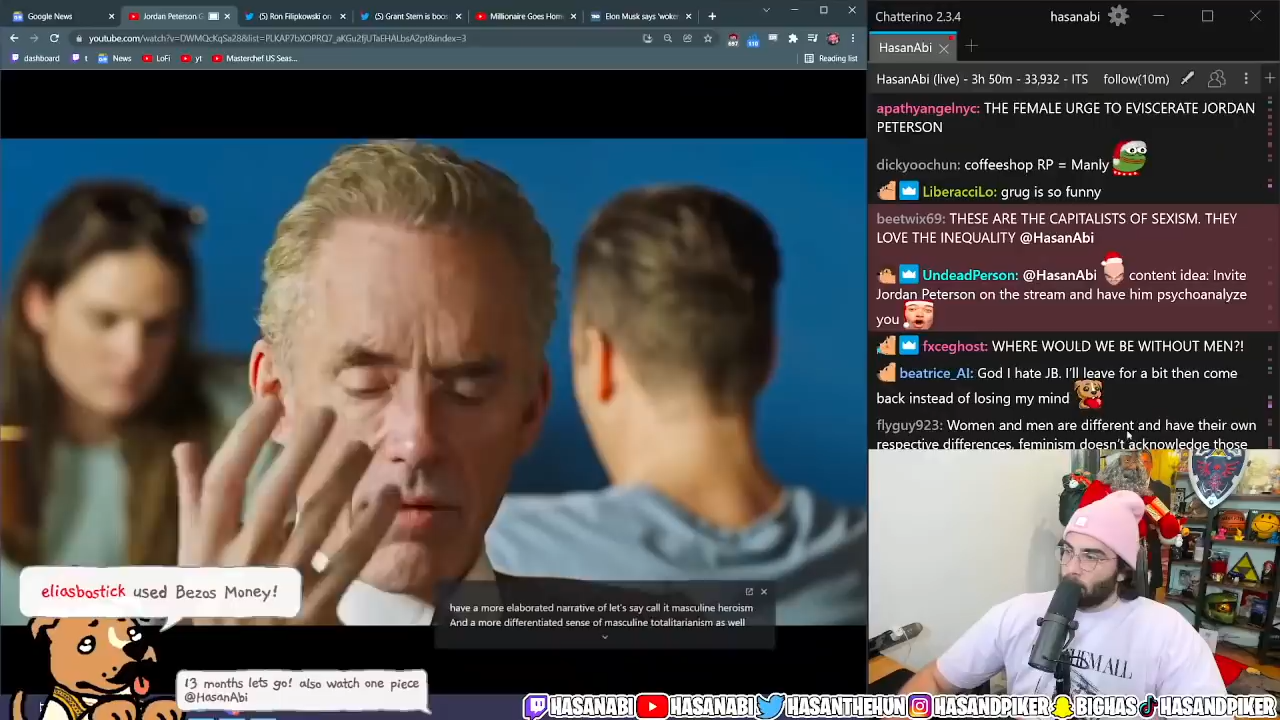 Google News
Jordan Peterson G
(5) Ron Filipkowski on
(5) Grant Stern is boos
Millionaire Goes Hom
Elon Musk says 'woke
youtube.com/watch?v=DWMQcKqSa28&list=PLKAP7bXOPRQ7_aKGu2fjUTaEHALbsA2pt&index=3
dashboard
t
News
LoFi
yt
Masterchef US Seas...
Reading list
have a more elaborated narrative of let's say call it masculine heroism
And a more differentiated sense of masculine totalitarianism as well
eliasbostick used Bezos Money!
13 months lets go! also watch one piece
@HasanAbi
Chatterino 2.3.4
hasanabi
HasanAbi
HasanAbi (live) - 3h 50m - 33,932 - ITS
follow(10m)
apathyangelnyc: THE FEMALE URGE TO EVISCERATE JORDAN
PETERSON
dickyoochun: coffeeshop RP = Manly
LiberacciLo: grug is so funny
beetwix69: THESE ARE THE CAPITALISTS OF SEXISM. THEY
LOVE THE INEQUALITY @HasanAbi
UndeadPerson: @HasanAbi content idea: Invite
Jordan Peterson on the stream and have him psychoanalyze
you
fxceghost: WHERE WOULD WE BE WITHOUT MEN?!
beatrice_AI: God I hate JB. I'll leave for a bit then come
back instead of losing my mind
flyguy923: Women and men are different and have their own
respective differences, feminism doesn't acknowledge those
HASANABI
HASANABI
HASANTHEHUN
HASANDPIKER
BIGHAS
HASANDPIKER